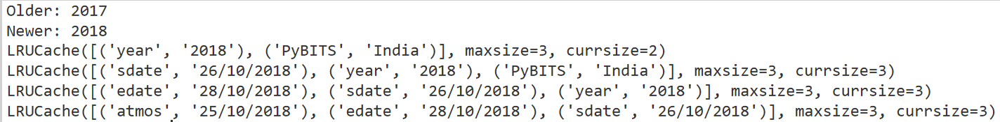 Older: 2017
Newer: 2018
LRUCache([('year', '2018'), ('PyBITS', 'India')], maxsize=3, currsize=2)
LRUCache([('sdate', '26/10/2018'), ('year', '2018'), ('PyBITS', 'India')], maxsize=3, currsize=3)
LRUCache([('edate', '28/10/2018'), ('sdate', '26/10/2018'), ('year', '2018')], maxsize=3, currsize=3)
LRUCache([('atmos', '25/10/2018'), ('edate', '28/10/2018'), ('sdate', '26/10/2018')], maxsize=3, currsize=3)